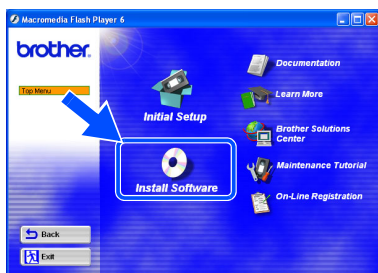 Macromedia Flash Player 6
brother.
Top Menu
Initial Setup
Install Software
Documentation
Learn More
Brother Solutions
Center
Maintenance Tutorial
On-Line Registration
Back
Exit